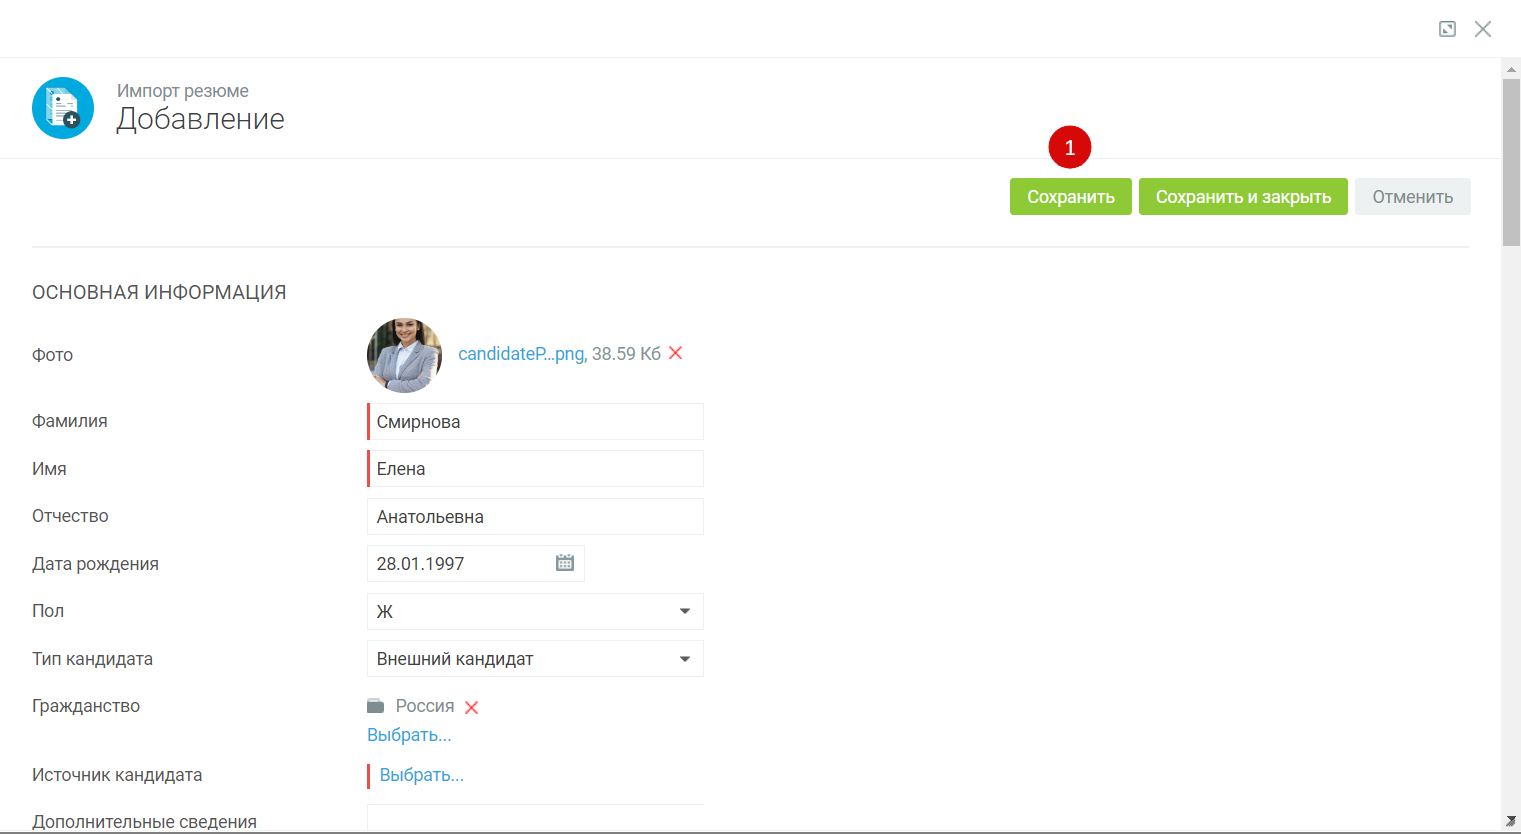 Импорт резюме
Добавление
1
Сохранить Сохранить и закрыть Отменить
ОСНОВНАЯ ИНФОРМАЦИЯ
Фото candidateP...png, 38.59 Кб
Фамилия Смирнова
Имя Елена
Отчество Анатольевна
Дата рождения 28.01.1997
Пол Ж
Тип кандидата Внешний кандидат
Гражданство Россия
Выбрать...
Источник кандидата Выбрать...
Дополнительные сведения